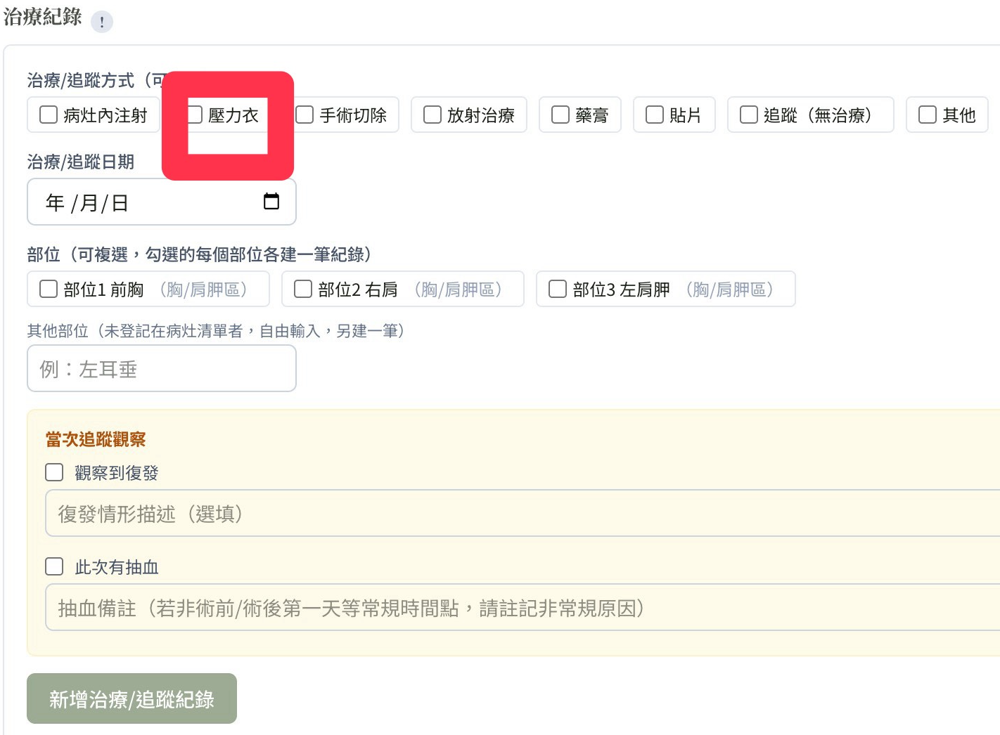 治療紀錄 !
治療/追蹤方式（可
病灶內注射 壓力衣 手術切除 放射治療 藥膏 貼片 追蹤（無治療） 其他
治療/追蹤日期
年 /月/日
部位（可複選，勾選的每個部位各建一筆紀錄）
部位1 前胸 （胸/肩胛區） 部位2 右肩 （胸/肩胛區） 部位3 左肩胛 （胸/肩胛區）
其他部位（未登記在病灶清單者，自由輸入，另建一筆）
例：左耳垂
當次追蹤觀察
觀察到復發
復發情形描述（選填）
此次有抽血
抽血備註（若非術前/術後第一天等常規時間點，請註記非常規原因）
新增治療/追蹤紀錄